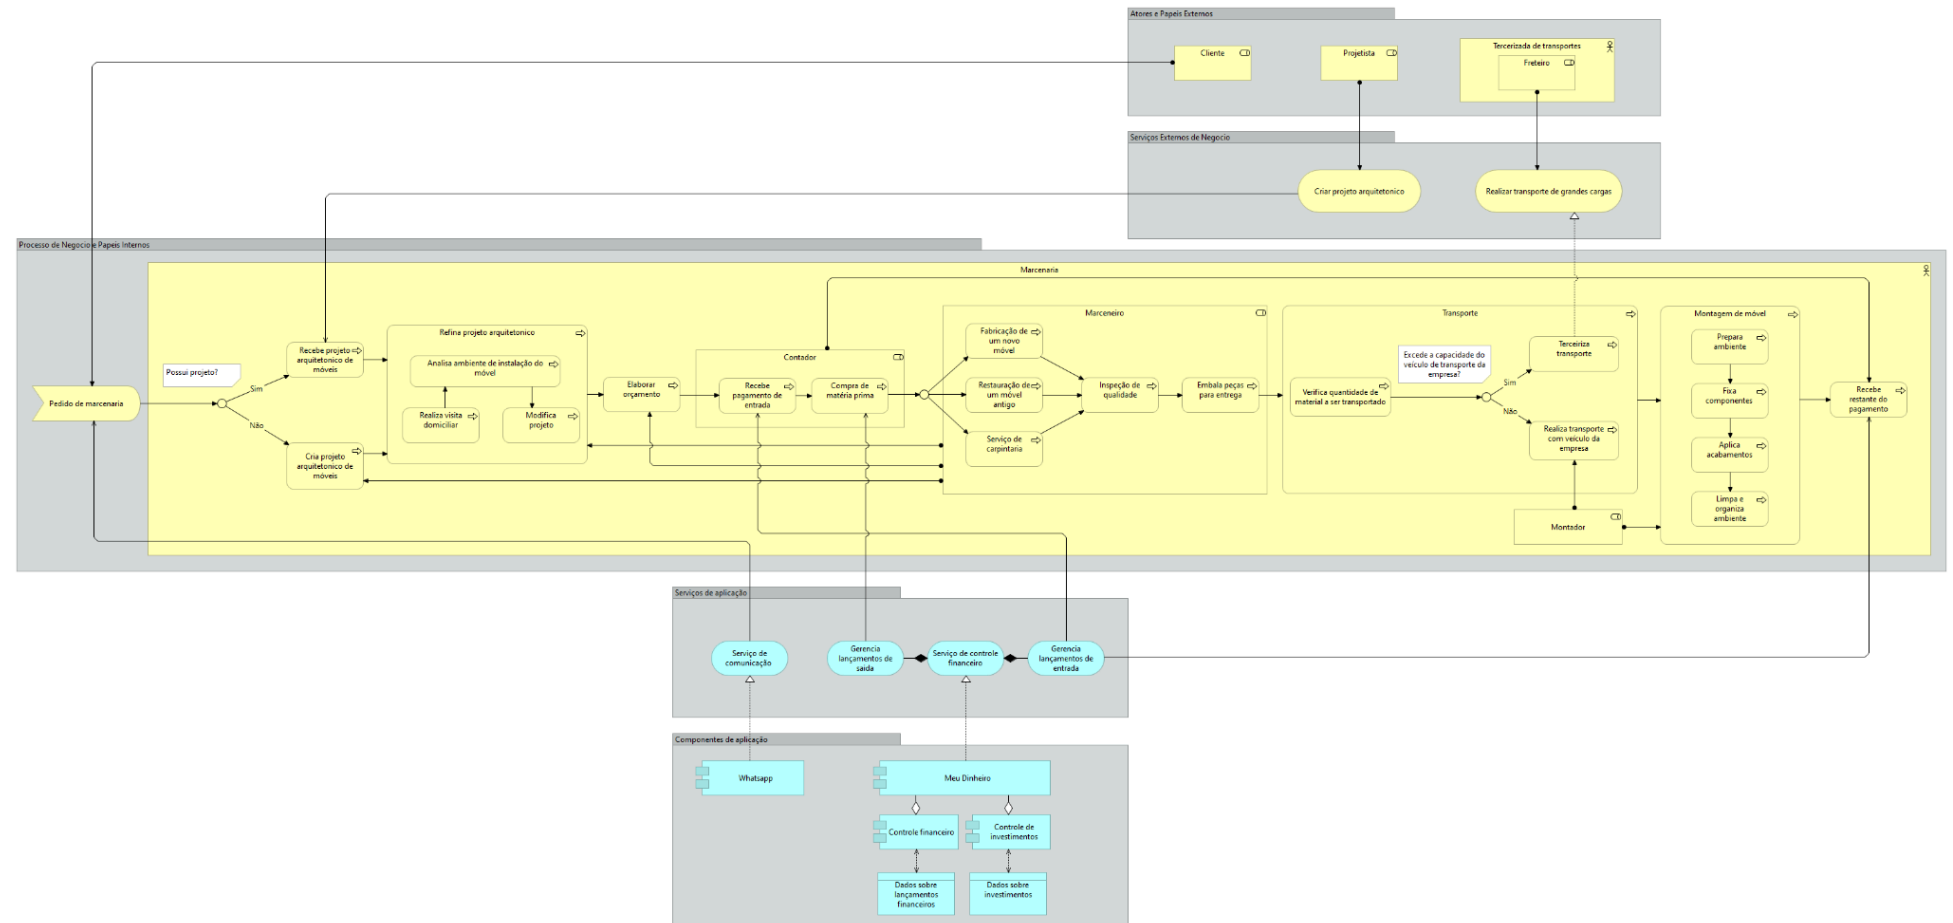 Atores e Papeis Externos
Cliente
Projetista
Tercerizada de transportes
Freteiro
Serviços Externos de Negocio
Criar projeto arquitetonico
Realizar transporte de grandes cargas
Processo de Negocio e Papeis Internos
Marcenaria
Pedido de marcenaria
Possui projeto?
Sim
Não
Recebe projeto
arquitetonico de
móveis
Cria projeto
arquitetonico de
móveis
Refina projeto arquitetonico
Analisa ambiente de instalação do
móvel
Realiza visita
domiciliar
Modifica
projeto
Elaborar
orçamento
Contador
Recebe
pagamento de
entrada
Compra de
matéria prima
Marceneiro
Fabricação de
um novo
móvel
Restauração de
um móvel
antigo
Serviço de
carpintaria
Inspeção de
qualidade
Embala peças
para entrega
Transporte
Verifica quantidade de
material a ser transportado
Excede a capacidade do
veículo de transporte da
empresa?
Sim
Não
Terceiriza
transporte
Realiza transporte
com veículo da
empresa
Montador
Montagem de móvel
Prepara
ambiente
Fixa
componentes
Aplica
acabamentos
Limpa e
organiza
ambiente
Recebe
restante do
pagamento
Serviços de aplicação
Serviço de
comunicação
Gerencia
lançamentos de
saida
Serviço de controle
financeiro
Gerencia
lançamentos de
entrada
Componentes de aplicação
Whatsapp
Meu Dinheiro
Controle financeiro
Controle de
investimentos
Dados sobre
lançamentos
financeiros
Dados sobre
investimentos